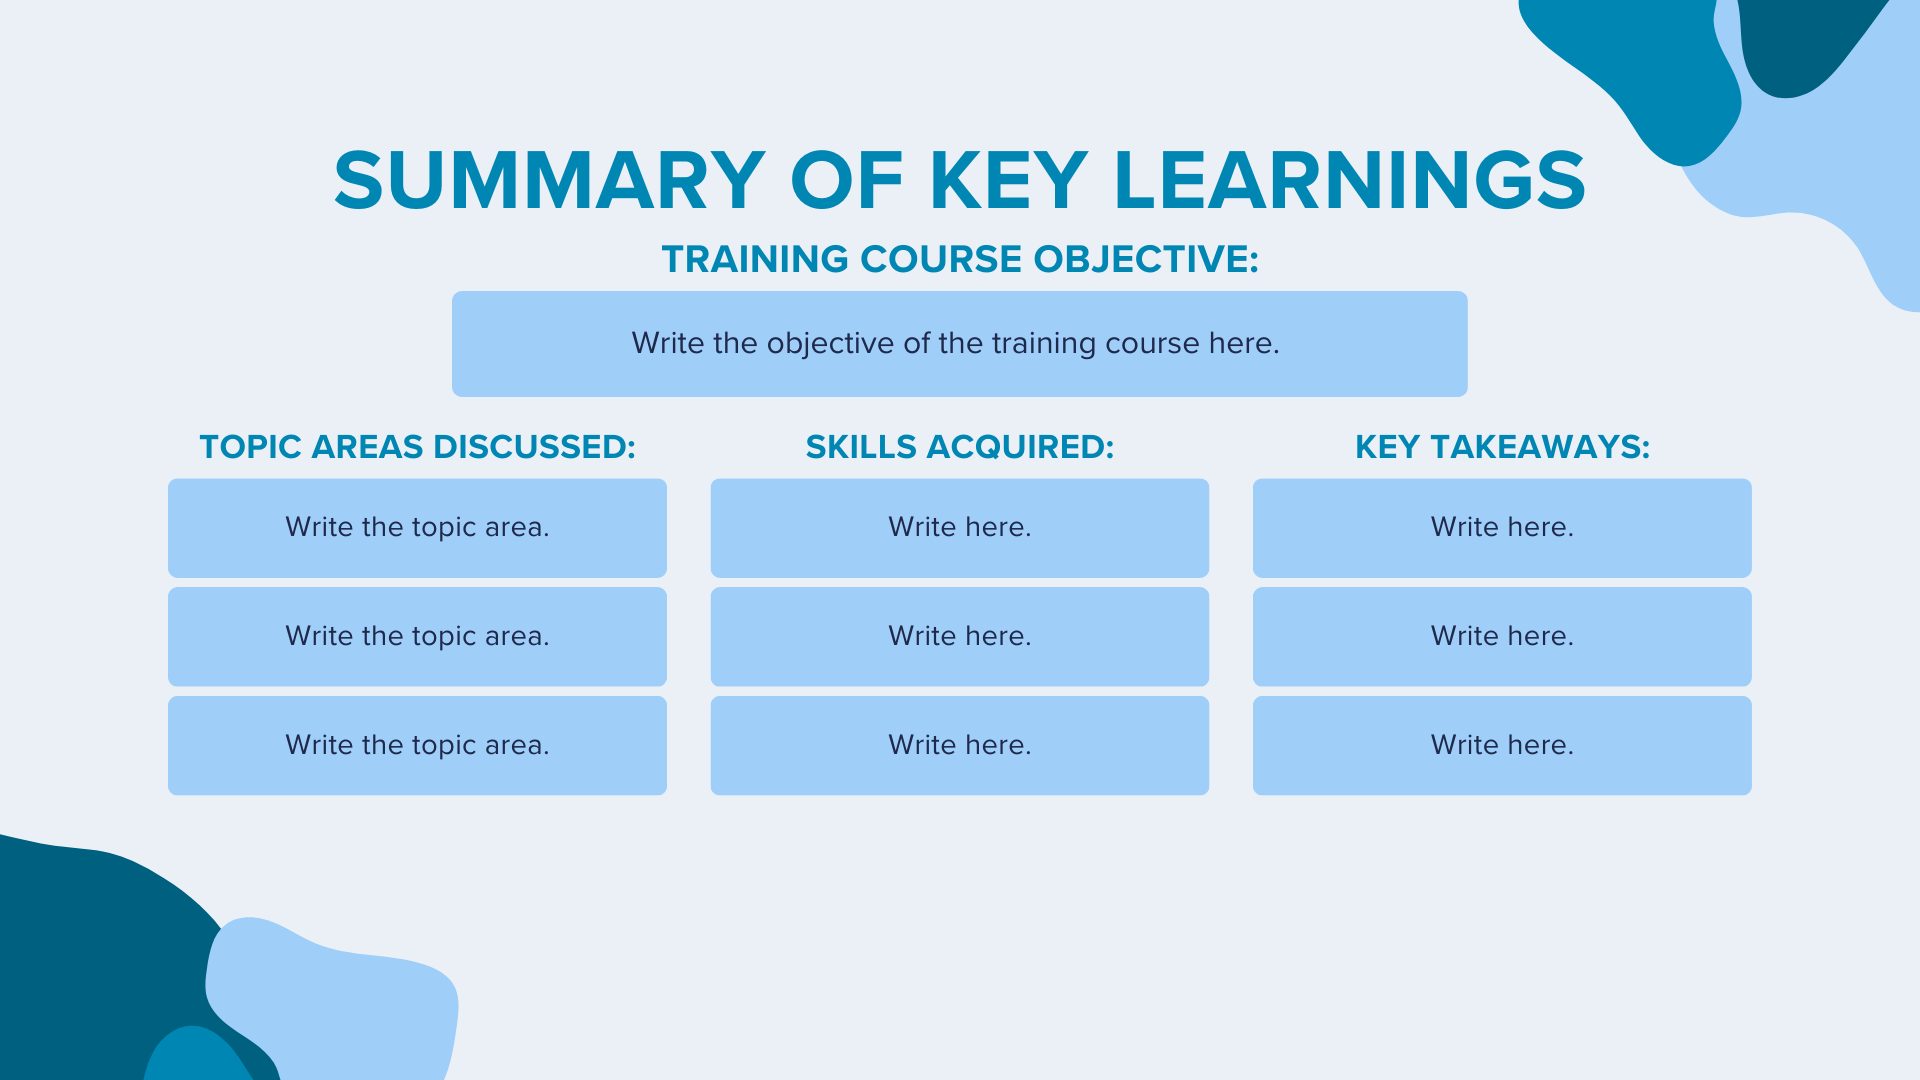 SUMMARY OF KEY LEARNINGS
TRAINING COURSE OBJECTIVE:
Write the objective of the training course here.
TOPIC AREAS DISCUSSED:
Write the topic area.
Write the topic area.
Write the topic area.
SKILLS ACQUIRED:
Write here.
Write here.
Write here.
KEY TAKEAWAYS:
Write here.
Write here.
Write here.